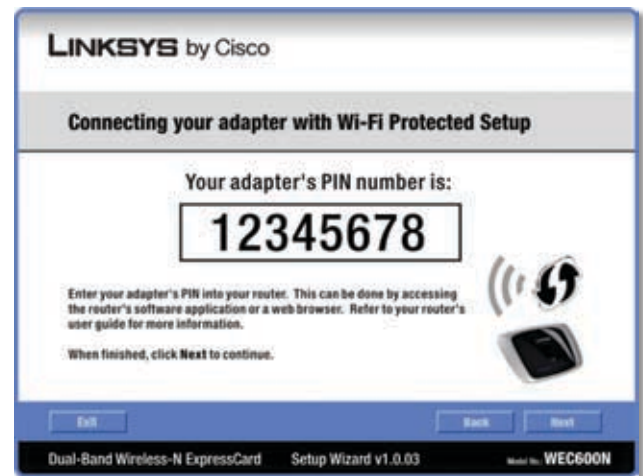 LINKSYS by Cisco
Connecting your adapter with Wi-Fi Protected Setup
Your adapter's PIN number is:
12345678
Enter your adapter's PIN into your router. This can be done by accessing
the router's software application or a web browser. Refer to your router's
user guide for more information.
When finished, click Next to continue.
Exit Back Next
Dual-Band Wireless-N ExpressCard Setup Wizard v1.0.03 Model No. WEC600N